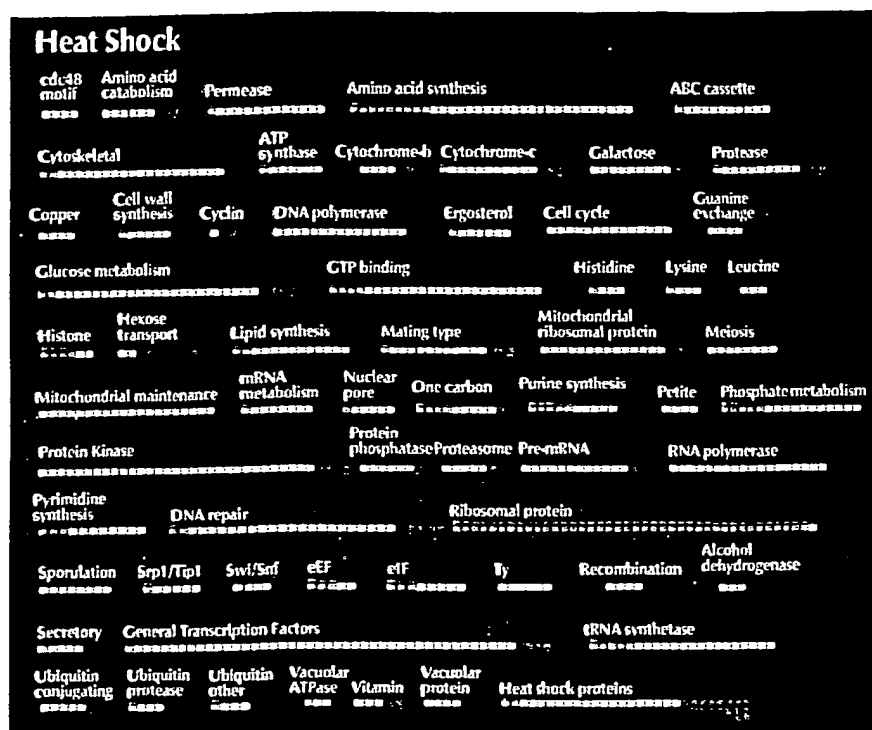 Heat Shock
cdc48 motif
Amino acid catabolism
Permease
Amino acid synthesis
ABC cassette
Cytoskeletal
ATP synthase
Cytochrome-b
Cytochrome-c
Galactose
Protease
Copper
Cell wall synthesis
Cyclin
DNA polymerase
Ergosterol
Cell cycle
Guanine exchange
Glucose metabolism
GTP binding
Histidine
Lysine
Leucine
Histone
Hexose transport
Lipid synthesis
Mating type
Mitochondrial ribosomal protein
Meiosis
Mitochondrial maintenance
mRNA metabolism
Nuclear pore
One carbon
Purine synthesis
Petite
Phosphate metabolism
Protein Kinase
Protein phosphatase
Proteasome
Pre-mRNA
RNA polymerase
Pyrimidine synthesis
DNA repair
Ribosomal protein
Sporulation
Srp1/Tip1
Swi/Snf
eEF
eIF
Ty
Recombination
Alcohol dehydrogenase
Secretory
General Transcription Factors
tRNA synthetase
Ubiquitin conjugating
Ubiquitin protease
Ubiquitin other
Vacuolar ATPase
Vitamin
Vacuolar protein
Heat shock proteins